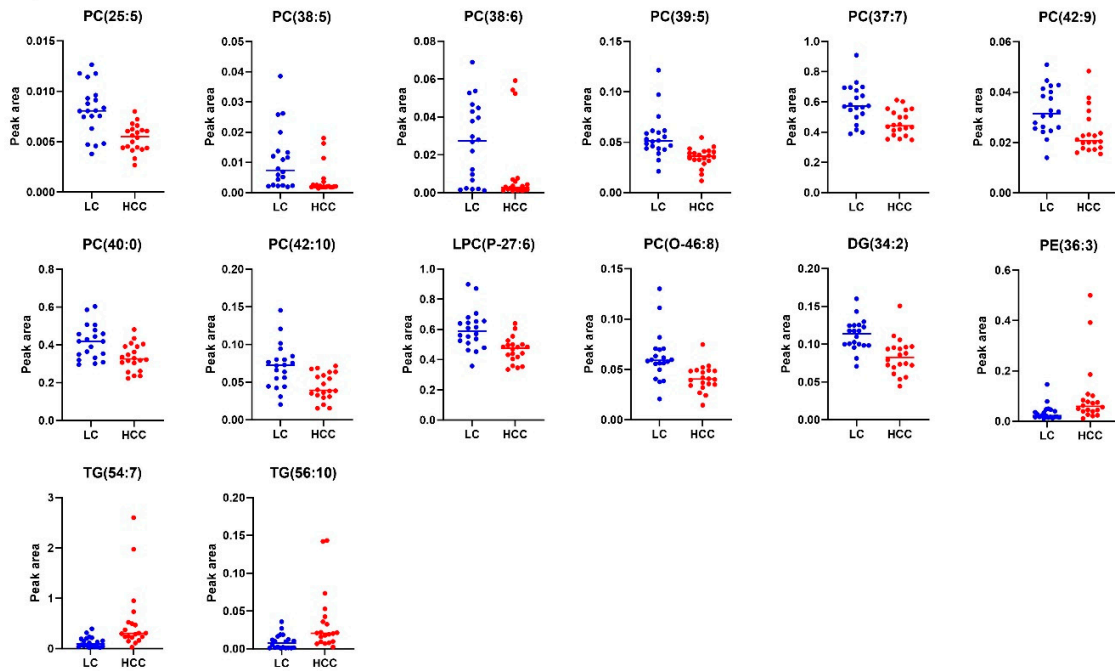 PC(25:5) PC(38:5) PC(38:6) PC(39:5) PC(37:7) PC(42:9)
Peak area 0.015 0.010 0.005 0.000 LC HCC
Peak area 0.05 0.04 0.03 0.02 0.01 0.00 LC HCC
Peak area 0.08 0.06 0.04 0.02 0.00 LC HCC
Peak area 0.15 0.10 0.05 0.00 LC HCC
Peak area 1.0 0.8 0.6 0.4 0.2 0.0 LC HCC
Peak area 0.06 0.04 0.02 0.00 LC HCC
PC(40:0) PC(42:10) LPC(P-27:6) PC(O-46:8) DG(34:2) PE(36:3)
Peak area 0.8 0.6 0.4 0.2 0.0 LC HCC
Peak area 0.20 0.15 0.10 0.05 0.00 LC HCC
Peak area 1.0 0.8 0.6 0.4 0.2 0.0 LC HCC
Peak area 0.15 0.10 0.05 0.00 LC HCC
Peak area 0.20 0.15 0.10 0.05 0.00 LC HCC
Peak area 0.6 0.4 0.2 0.0 LC HCC
TG(54:7) TG(56:10)
Peak area 3 2 1 0 LC HCC
Peak area 0.20 0.15 0.10 0.05 0.00 LC HCC